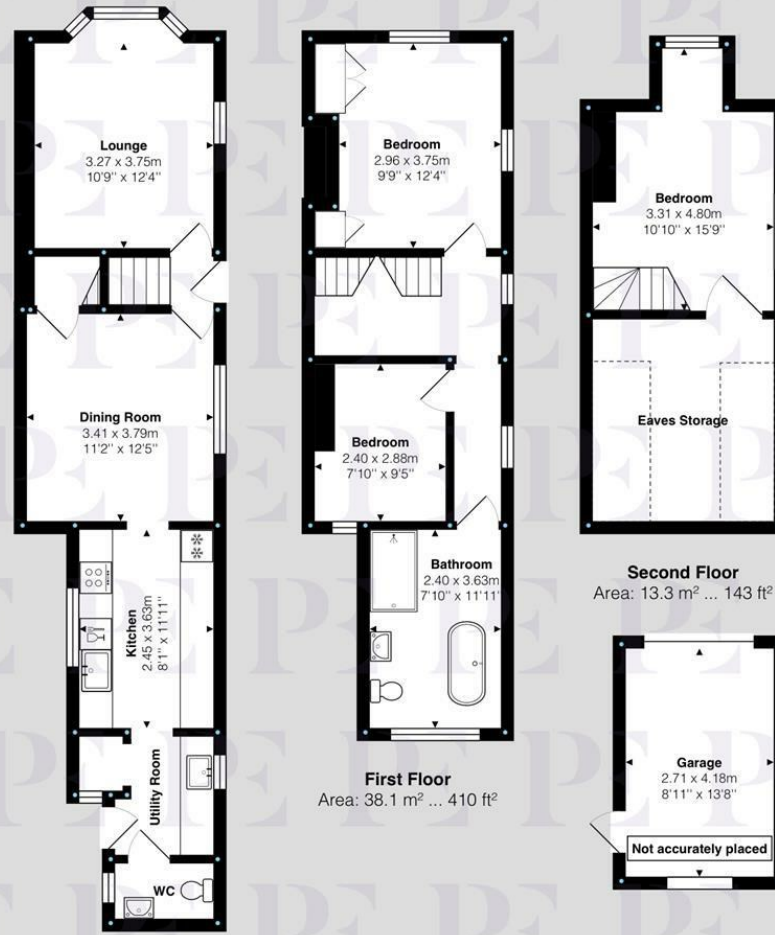 Lounge
3.27 x 3.75m
10'9'' x 12'4''
Dining Room
3.41 x 3.79m
11'2'' x 12'5''
Kitchen
2.45 x 3.63m
8'1'' x 11'11''
Utility Room
WC
Bedroom
2.96 x 3.75m
9'9'' x 12'4''
Bedroom
2.40 x 2.88m
7'10'' x 9'5''
Bathroom
2.40 x 3.63m
7'10'' x 11'11'
First Floor
Area: 38.1 m² ... 410 ft²
Bedroom
3.31 x 4.80m
10'10'' x 15'9''
Eaves Storage
Second Floor
Area: 13.3 m² ... 143 ft²
Garage
2.71 x 4.18m
8'11'' x 13'8''
Not accurately placed